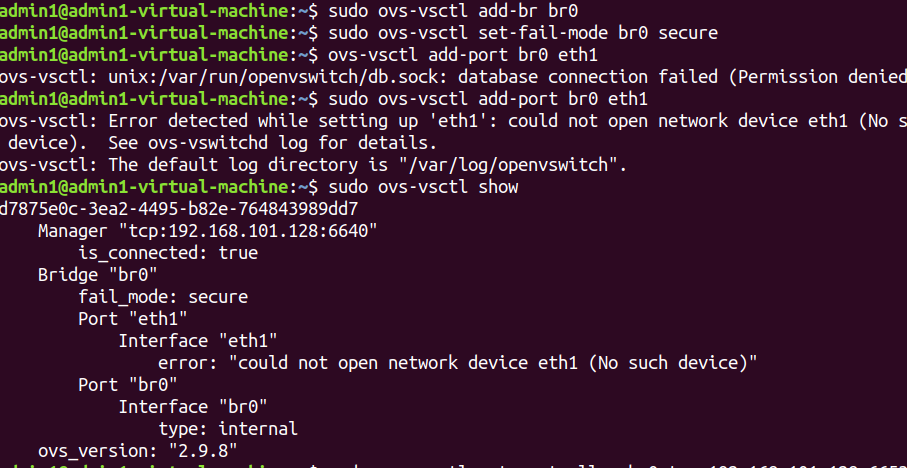 admin1@admin1-virtual-machine:~$ sudo ovs-vsctl add-br br0
admin1@admin1-virtual-machine:~$ sudo ovs-vsctl set-fail-mode br0 secure
admin1@admin1-virtual-machine:~$ ovs-vsctl add-port br0 eth1
ovs-vsctl: unix:/var/run/openvswitch/db.sock: database connection failed (Permission denied
admin1@admin1-virtual-machine:~$ sudo ovs-vsctl add-port br0 eth1
ovs-vsctl: Error detected while setting up 'eth1': could not open network device eth1 (No s
 device).  See ovs-vswitchd log for details.
ovs-vsctl: The default log directory is "/var/log/openvswitch".
admin1@admin1-virtual-machine:~$ sudo ovs-vsctl show
d7875e0c-3ea2-4495-b82e-764843989dd7
    Manager "tcp:192.168.101.128:6640"
        is_connected: true
    Bridge "br0"
        fail_mode: secure
        Port "eth1"
            Interface "eth1"
                error: "could not open network device eth1 (No such device)"
        Port "br0"
            Interface "br0"
                type: internal
    ovs_version: "2.9.8"